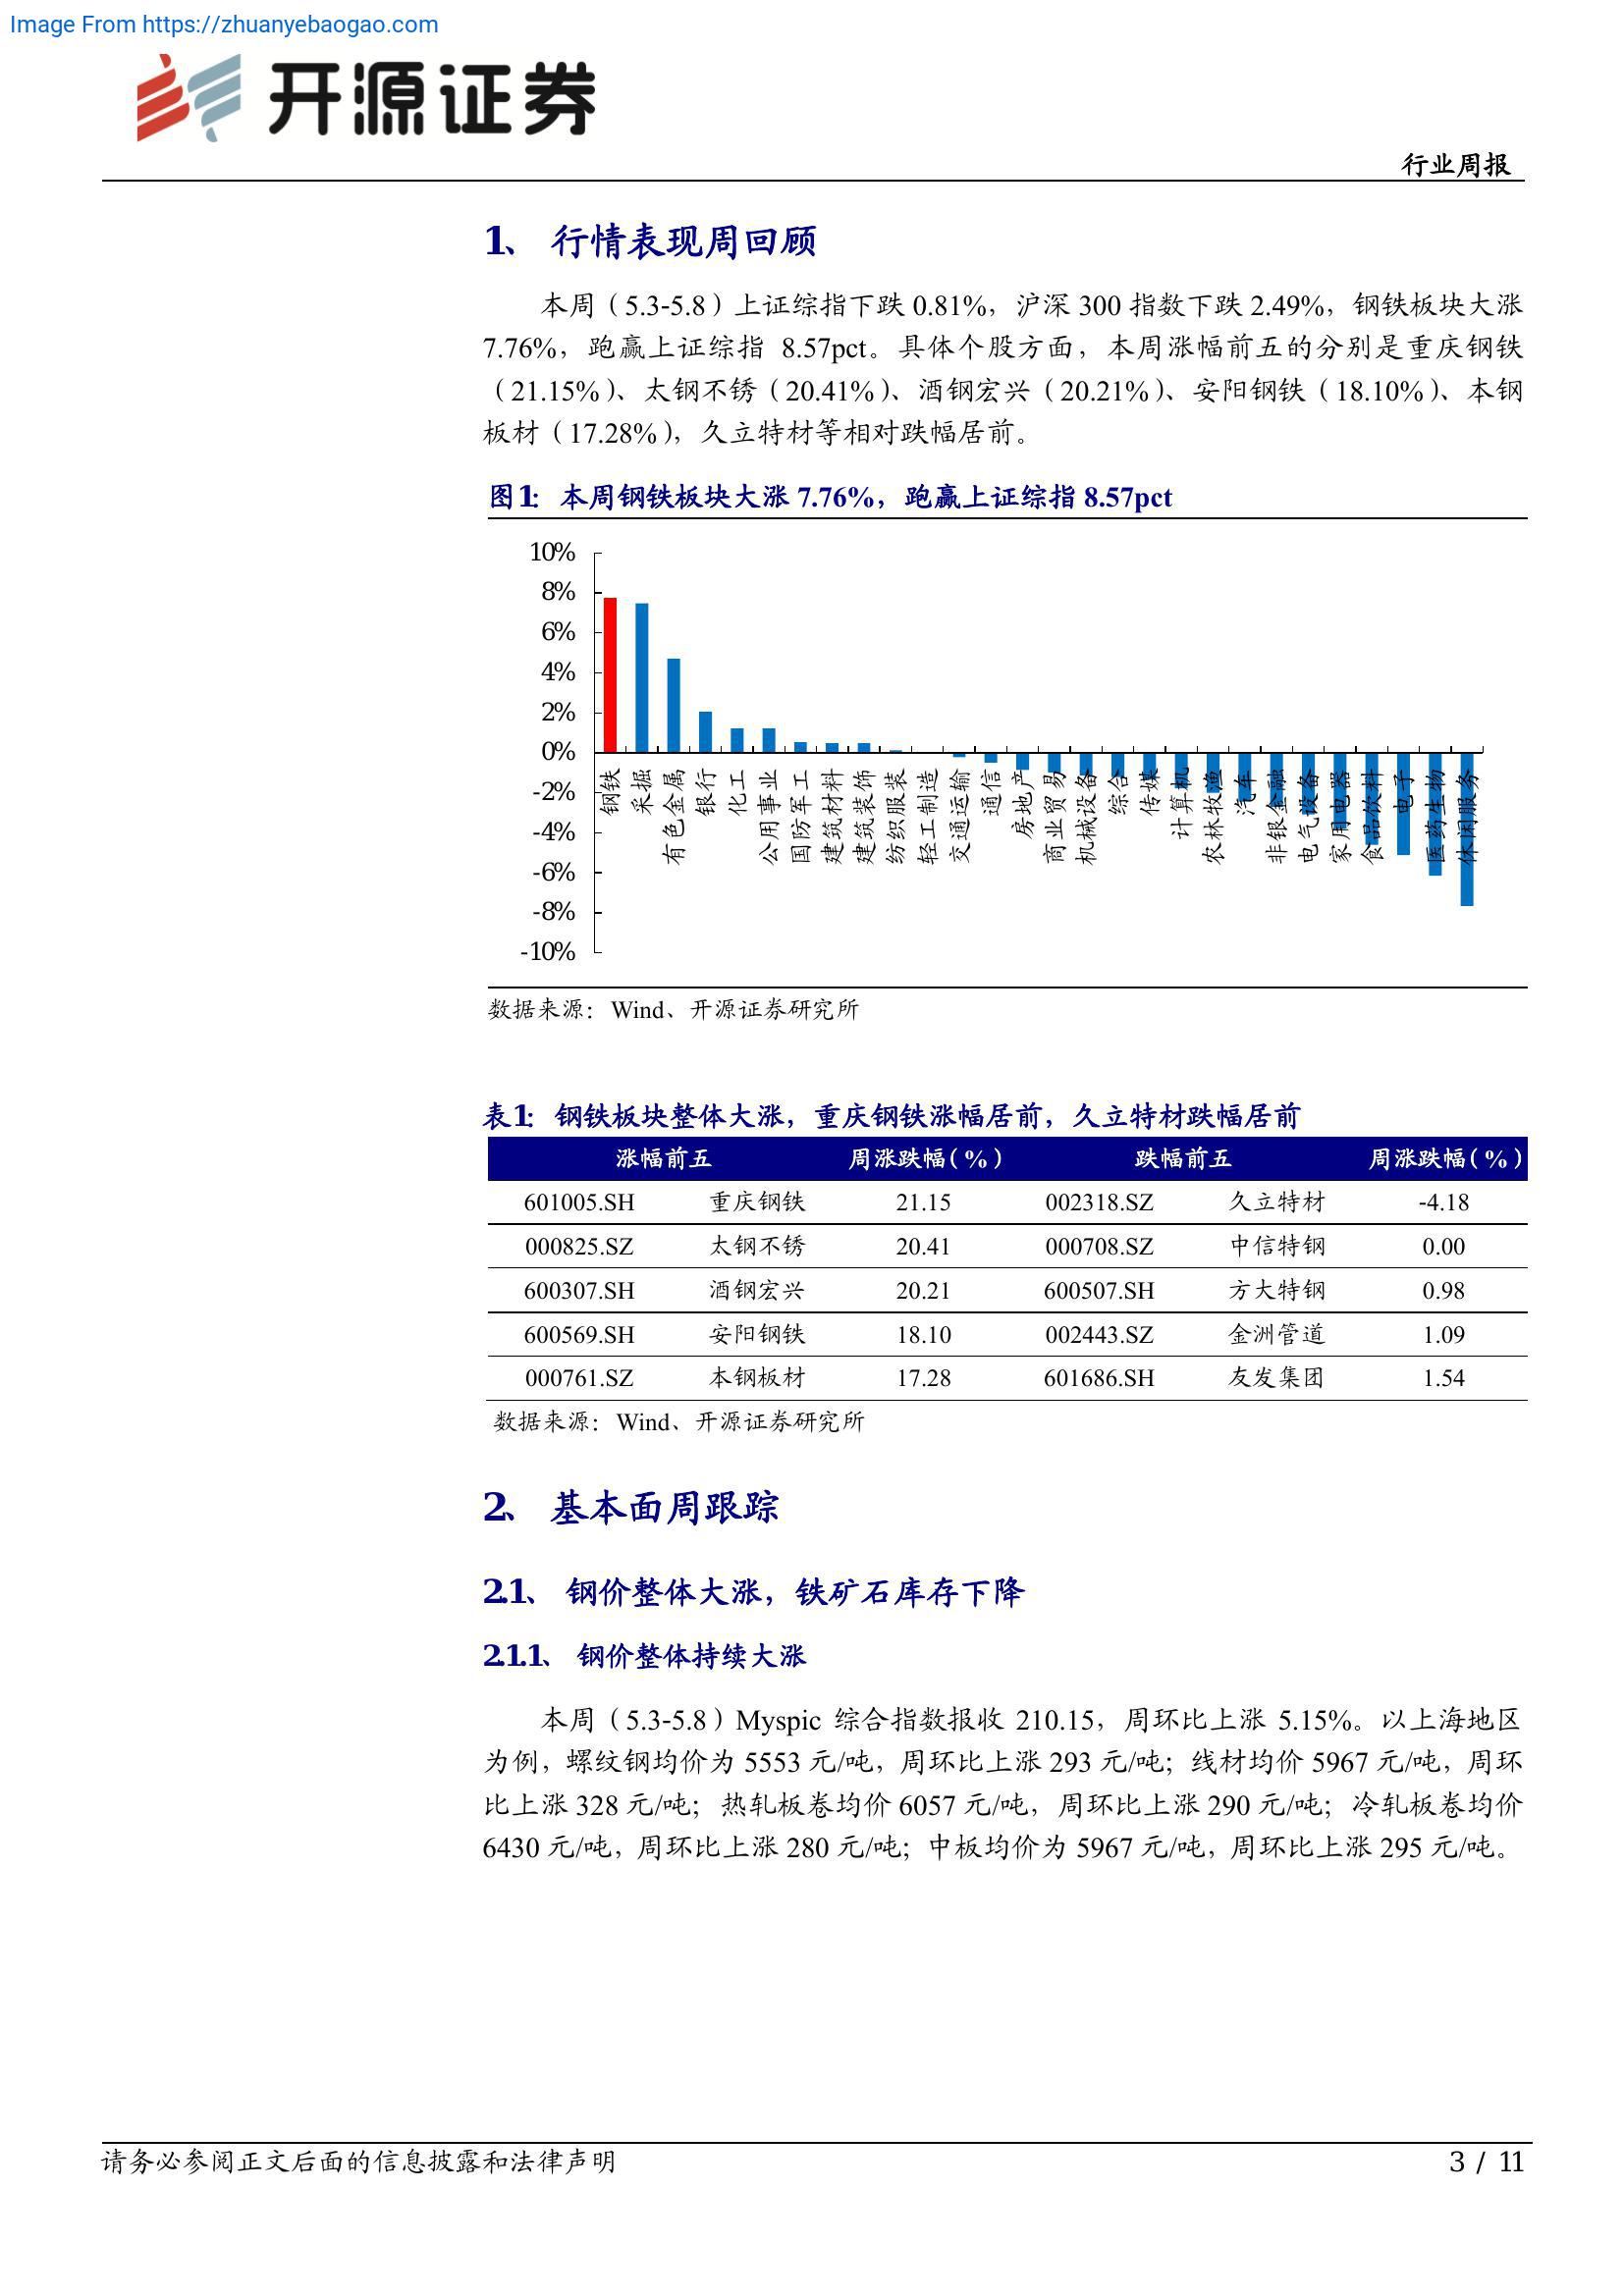 Image From https://zhuanyebaogao.com
开源证券
行业周报
1、 行情表现周回顾
本周（5.3-5.8）上证综指下跌 0.81%，沪深 300 指数下跌 2.49%，钢铁板块大涨
7.76%，跑赢上证综指 8.57pct。具体个股方面，本周涨幅前五的分别是重庆钢铁
（21.15%）、太钢不锈（20.41%）、酒钢宏兴（20.21%）、安阳钢铁（18.10%）、本钢
板材（17.28%），久立特材等相对跌幅居前。
图1： 本周钢铁板块大涨 7.76%，跑赢上证综指 8.57pct
10%
8%
6%
4%
2%
0%
-2%
-4%
-6%
-8%
-10%
钢铁
采掘
有色金属
银行
化工
公用事业
国防军工
建筑材料
建筑装饰
纺织服装
轻工制造
交通运输
通信
房地产
商业贸易
机械设备
综合
传媒
计算机
农林牧渔
汽车
非银金融
电气设备
家用电器
食品饮料
电子
医药生物
休闲服务
数据来源：Wind、开源证券研究所
表1： 钢铁板块整体大涨，重庆钢铁涨幅居前，久立特材跌幅居前
涨幅前五 周涨跌幅（%） 跌幅前五 周涨跌幅（%）
601005.SH 重庆钢铁 21.15 002318.SZ 久立特材 -4.18
000825.SZ 太钢不锈 20.41 000708.SZ 中信特钢 0.00
600307.SH 酒钢宏兴 20.21 600507.SH 方大特钢 0.98
600569.SH 安阳钢铁 18.10 002443.SZ 金洲管道 1.09
000761.SZ 本钢板材 17.28 601686.SH 友发集团 1.54
数据来源：Wind、开源证券研究所
2、 基本面周跟踪
2.1、 钢价整体大涨，铁矿石库存下降
2.1.1、 钢价整体持续大涨
本周（5.3-5.8）Myspic 综合指数报收 210.15，周环比上涨 5.15%。以上海地区
为例，螺纹钢均价为 5553 元/吨，周环比上涨 293 元/吨；线材均价 5967 元/吨，周环
比上涨 328 元/吨；热轧板卷均价 6057 元/吨，周环比上涨 290 元/吨；冷轧板卷均价
6430 元/吨，周环比上涨 280 元/吨；中板均价为 5967 元/吨，周环比上涨 295 元/吨。
请务必参阅正文后面的信息披露和法律声明
3 / 11